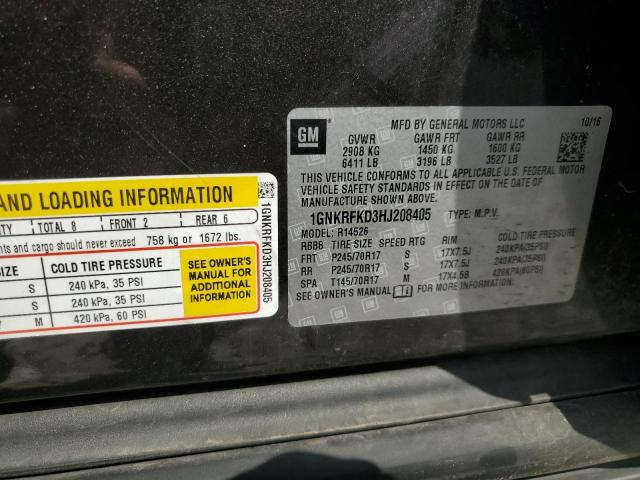 AND LOADING INFORMATION
TOTAL 8 FRONT 2 REAR 6
and cargo should never exceed 758 kg or 1672 lbs.
SIZE COLD TIRE PRESSURE
S 240 kPa, 35 PSI
S 240 kPa, 35 PSI
M 420 kPa, 60 PSI
SEE OWNER'S
MANUAL FOR
ADDITIONAL
INFORMATION
1GNKRFKD3HJ208405
GM
MFD BY GENERAL MOTORS LLC 10/16
GVWR GAWR FRT GAWR RR
2908 KG 1450 KG 1600 KG
6411 LB 3196 LB 3527 LB
THIS VEHICLE CONFORMS TO ALL APPLICABLE U.S. FEDERAL MOTOR
VEHICLE SAFETY STANDARDS IN EFFECT ON THE DATE OF
MANUFACTURE SHOWN ABOVE.
1GNKRFKD3HJ208405 TYPE: M.P.V.
MODEL: R14526
RBBB TIRE SIZE SPEED RTG RIM COLD TIRE PRESSURE
FRT P245/70R17 S 17X7.5J 240KPA(35PSI)
RR P245/70R17 S 17X7.5J 240KPA(35PSI)
SPA T145/70R17 M 17X4.5B 420KPA(60PSI)
SEE OWNER'S MANUAL FOR MORE INFORMATION.